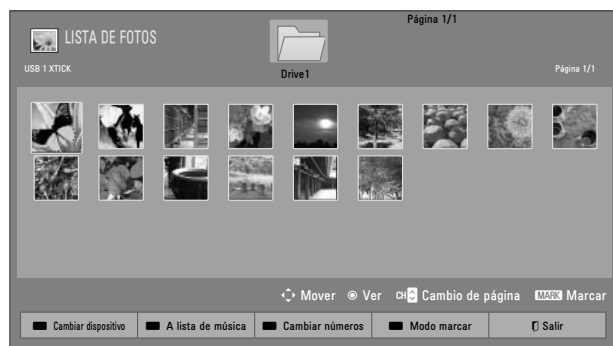 Página 1/1
LISTA DE FOTOS
USB 1 XTICK
Drive1
Página 1/1
Mover Ver CH Cambio de página MARK Marcar
Cambiar dispositivo A lista de música Cambiar números Modo marcar Salir